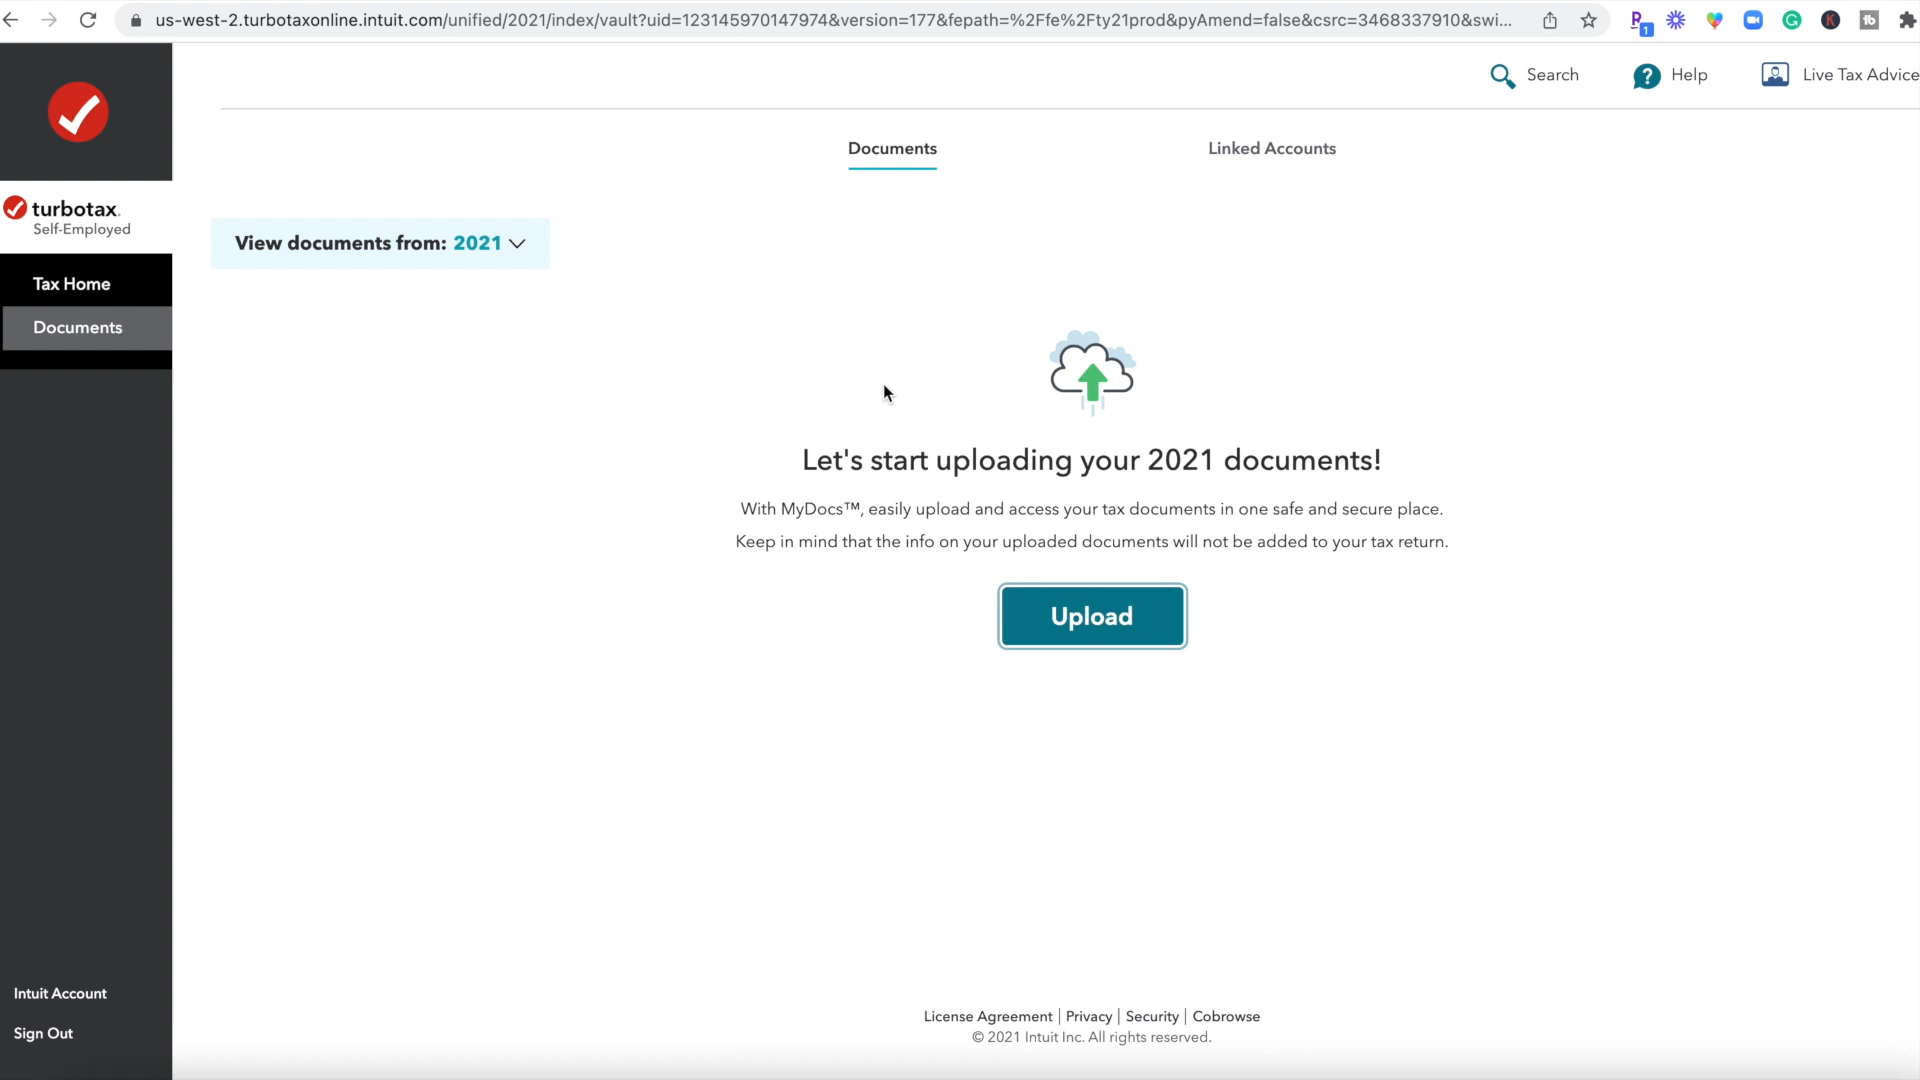 us-west-2.turbotaxonline.intuit.com/unified/2021/index/vault?uid=123145970147974&version=177&fepath=%2Ffe%2Fty21prod&pyAmend=false&csrc=3468337910&swi...
1
Search
Help
Live Tax Advice
Documents
Linked Accounts
turbotax.
Self-Employed
View documents from: 2021
Tax Home
Documents
Let's start uploading your 2021 documents!
With MyDocs™, easily upload and access your tax documents in one safe and secure place.
Keep in mind that the info on your uploaded documents will not be added to your tax return.
Upload
Intuit Account
Sign Out
License Agreement | Privacy | Security | Cobrowse
© 2021 Intuit Inc. All rights reserved.